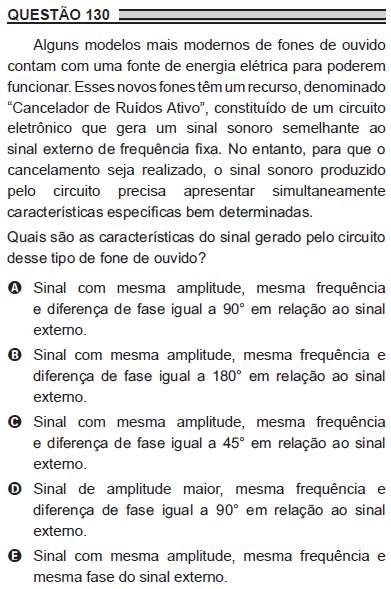 QUESTÃO 130
Alguns modelos mais modernos de fones de ouvido
contam com uma fonte de energia elétrica para poderem
funcionar. Esses novos fones têm um recurso, denominado
“Cancelador de Ruídos Ativo”, constituído de um circuito
eletrônico que gera um sinal sonoro semelhante ao
sinal externo de frequência fixa. No entanto, para que o
cancelamento seja realizado, o sinal sonoro produzido
pelo circuito precisa apresentar simultaneamente
características específicas bem determinadas.
Quais são as características do sinal gerado pelo circuito
desse tipo de fone de ouvido?
A Sinal com mesma amplitude, mesma frequência
e diferença de fase igual a 90° em relação ao sinal
externo.
B Sinal com mesma amplitude, mesma frequência e
diferença de fase igual a 180° em relação ao sinal
externo.
C Sinal com mesma amplitude, mesma frequência
e diferença de fase igual a 45° em relação ao sinal
externo.
D Sinal de amplitude maior, mesma frequência e
diferença de fase igual a 90° em relação ao sinal
externo.
E Sinal com mesma amplitude, mesma frequência e
mesma fase do sinal externo.